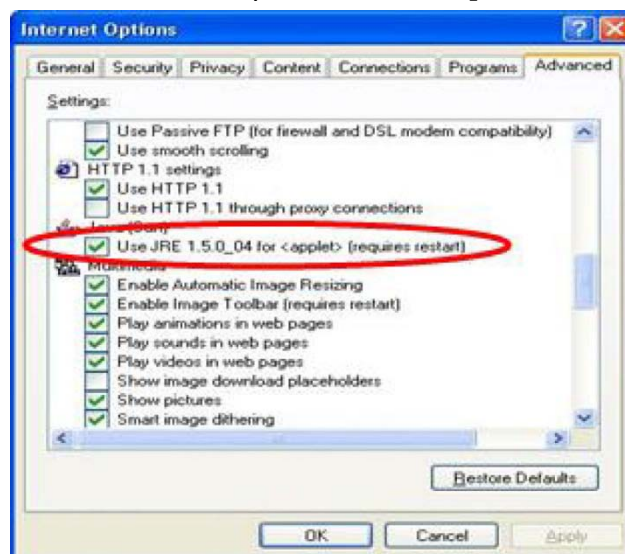 Internet Options
General Security Privacy Content Connections Programs Advanced
Settings:
Use Passive FTP (for firewall and DSL modem compatibility)
Use smooth scrolling
HTTP 1.1 settings
Use HTTP 1.1
Use HTTP 1.1 through proxy connections
Java (Sun)
Use JRE 1.5.0_04 for <applet> (requires restart)
Multimedia
Enable Automatic Image Resizing
Enable Image Toolbar (requires restart)
Play animations in web pages
Play sounds in web pages
Play videos in web pages
Show image download placeholders
Show pictures
Smart image dithering
Restore Defaults
OK Cancel Apply